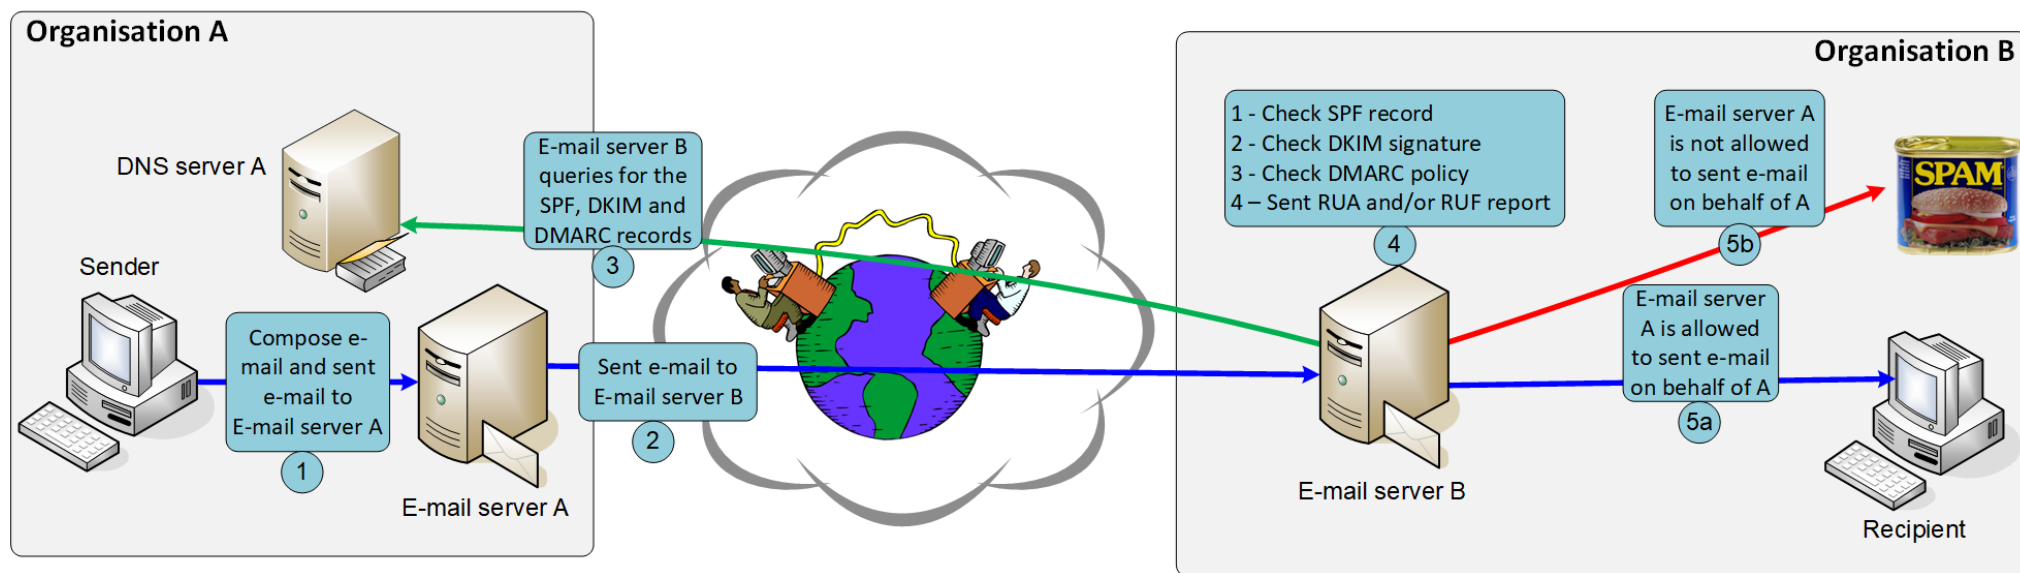 Organisation A
Organisation B
DNS server A
E-mail server B
queries for the
SPF, DKIM and
DMARC records
3
Sender
Compose e-
mail and sent
e-mail to
E-mail server A
1
E-mail server A
Sent e-mail to
E-mail server B
2
1 - Check SPF record
2 - Check DKIM signature
3 - Check DMARC policy
4 – Sent RUA and/or RUF report
4
E-mail server B
E-mail server A
is not allowed
to sent e-mail
on behalf of A
5b
SPAM
E-mail server
A is allowed
to sent e-mail
on behalf of A
5a
Recipient